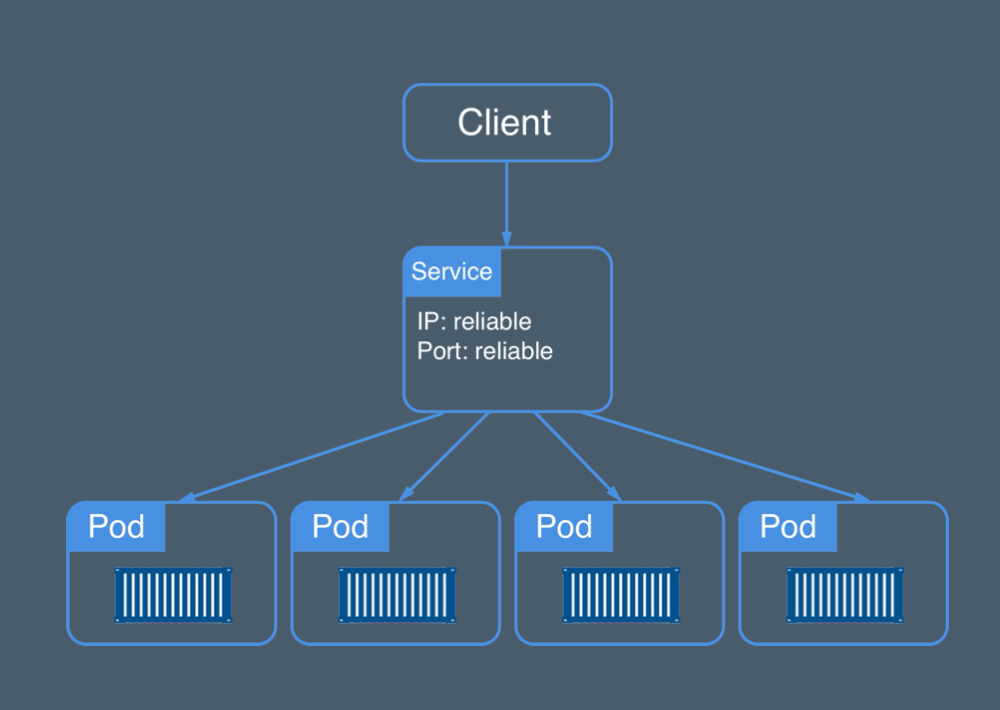 Client
Service
IP: reliable
Port: reliable
Pod
Pod
Pod
Pod